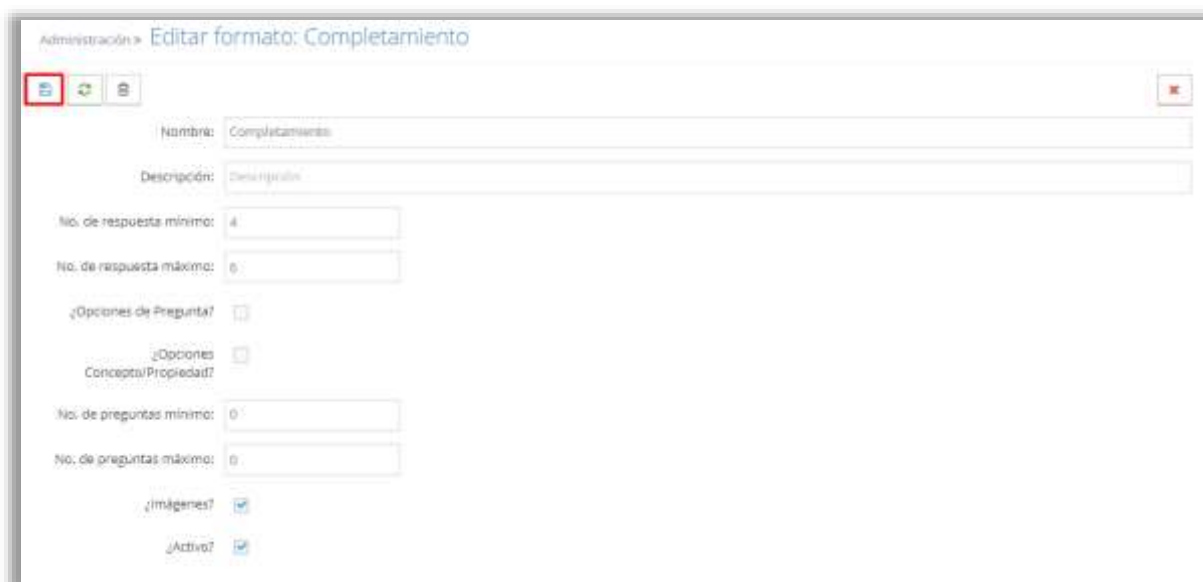 Administración » Editar formato: Completamiento
Nombre: Completamiento
Descripción: Descripción
No. de respuesta mínimo: 4
No. de respuesta máximo: 6
¿Opciones de Pregunta?
¿Opciones
Concepto/Propiedad?
No. de preguntas mínimo: 0
No. de preguntas máximo: 0
¿Imágenes?
¿Activo?